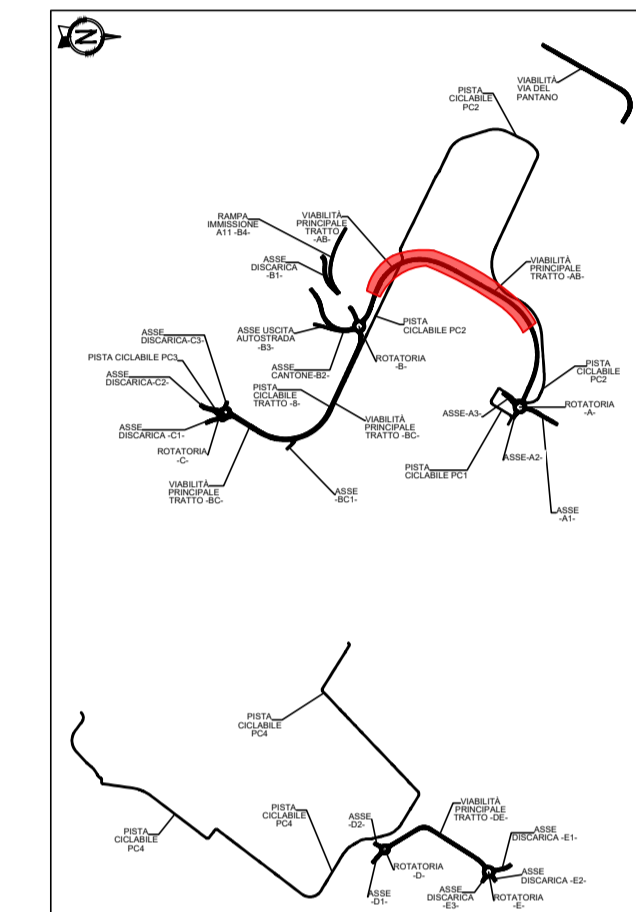 N
VIABILITÀ
VIA DEL
PANTANO
PISTA
CICLABILE
PC2
RAMPA
IMMISSIONE
A11 -B4-
VIABILITÀ
PRINCIPALE
TRATTO
-AB-
ASSE
DISCARICA
-B1-
VIABILITÀ
PRINCIPALE
TRATTO -AB-
ASSE USCITA
AUTOSTRADA
-B3-
PISTA
CICLABILE PC2
ASSE
DISCARICA-C3-
PISTA CICLABILE PC3
ASSE
DISCARICA-C2-
ASSE
CANTONE-B2-
ROTATORIA
-B-
PISTA
CICLABILE
PC2
PISTA
CICLABILE
TRATTO -8-
ASSE
DISCARICA -C1-
ROTATORIA
-C-
VIABILITÀ
PRINCIPALE
TRATTO -BC-
ASSE-A3-
ROTATORIA
-A-
ASSE-A2-
PISTA
CICLABILE PC1
VIABILITÀ
PRINCIPALE
TRATTO -BC-
ASSE
-BC1-
ASSE
-A1-
PISTA
CICLABILE
PC4
PISTA
CICLABILE
PC4
PISTA
CICLABILE
PC4
ASSE
-D2-
VIABILITÀ
PRINCIPALE
TRATTO -DE-
ASSE
DISCARICA -E1-
ROTATORIA
-D-
ASSE
DISCARICA -E2-
ASSE
-D1-
ASSE
DISCARICA
-E3-
ROTATORIA
-E-